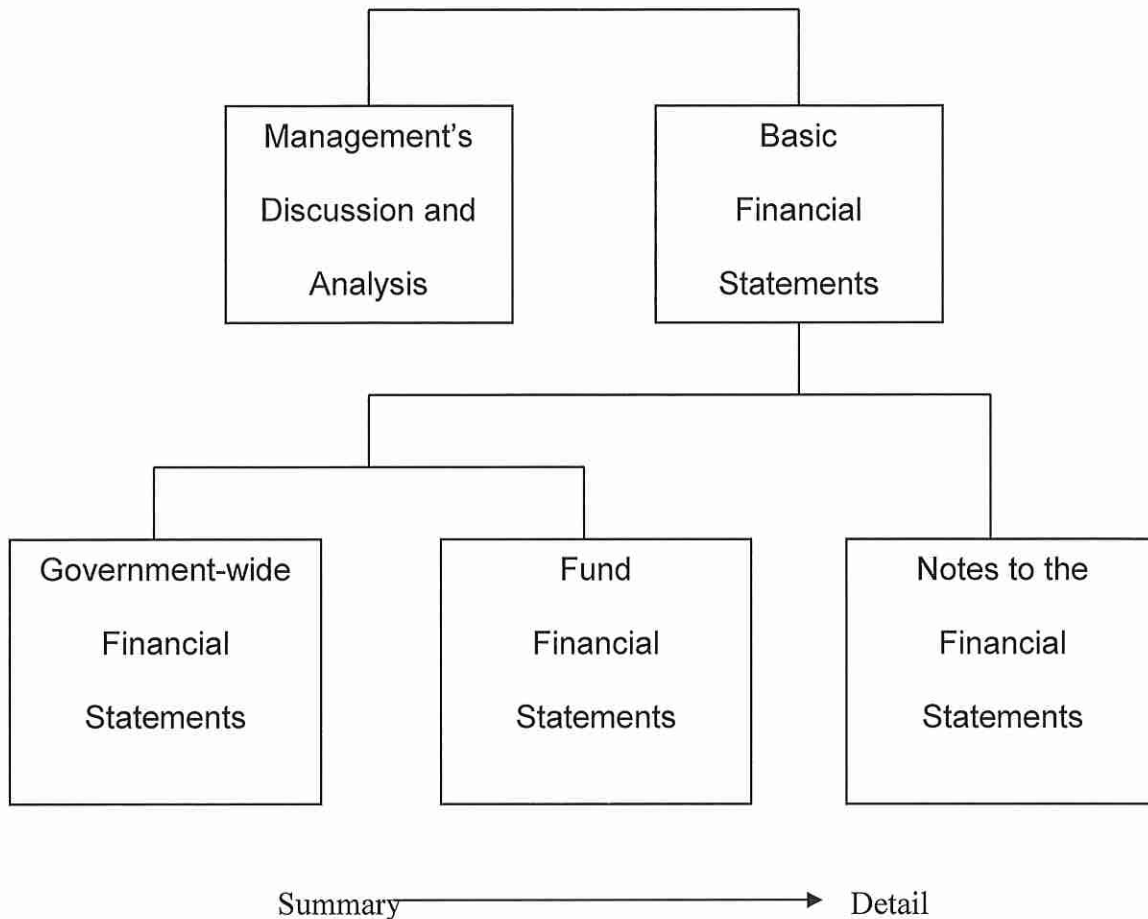 Management's
Discussion and
Analysis
Basic
Financial
Statements
Government-wide
Financial
Statements
Fund
Financial
Statements
Notes to the
Financial
Statements
Summary Detail